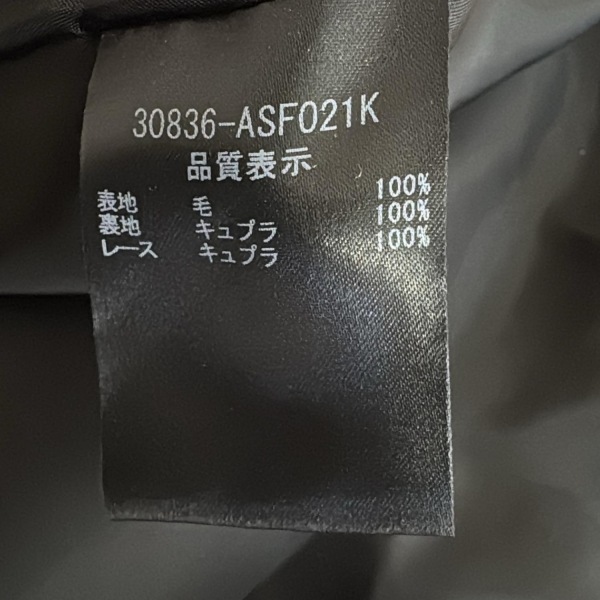 30836-ASF021K
品質表示
表地 毛 100%
裏地 キュプラ 100%
レース キュプラ 100%